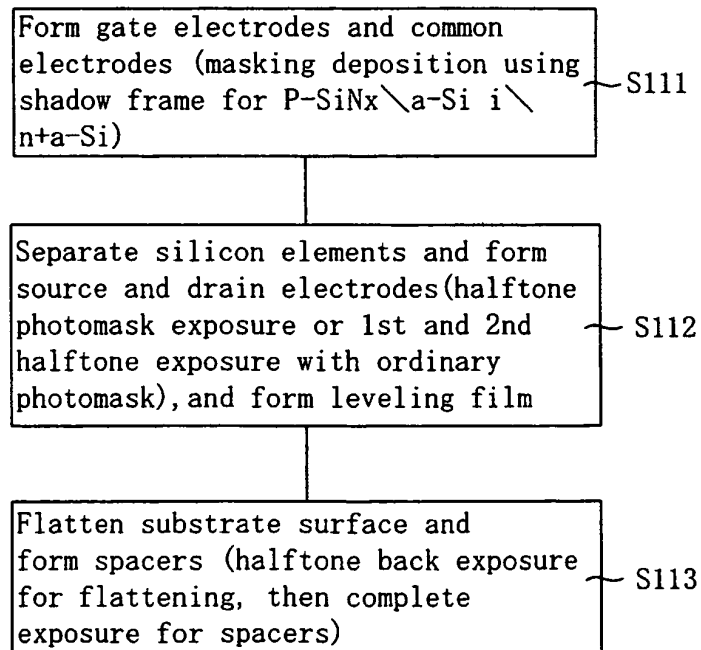 Form gate electrodes and common
electrodes (masking deposition using
shadow frame for P-SiNx\a-Si i\
n+a-Si)
S111
Separate silicon elements and form
source and drain electrodes(halftone
photomask exposure or 1st and 2nd
halftone exposure with ordinary
photomask),and form leveling film
S112
Flatten substrate surface and
form spacers (halftone back exposure
for flattening, then complete
exposure for spacers)
S113